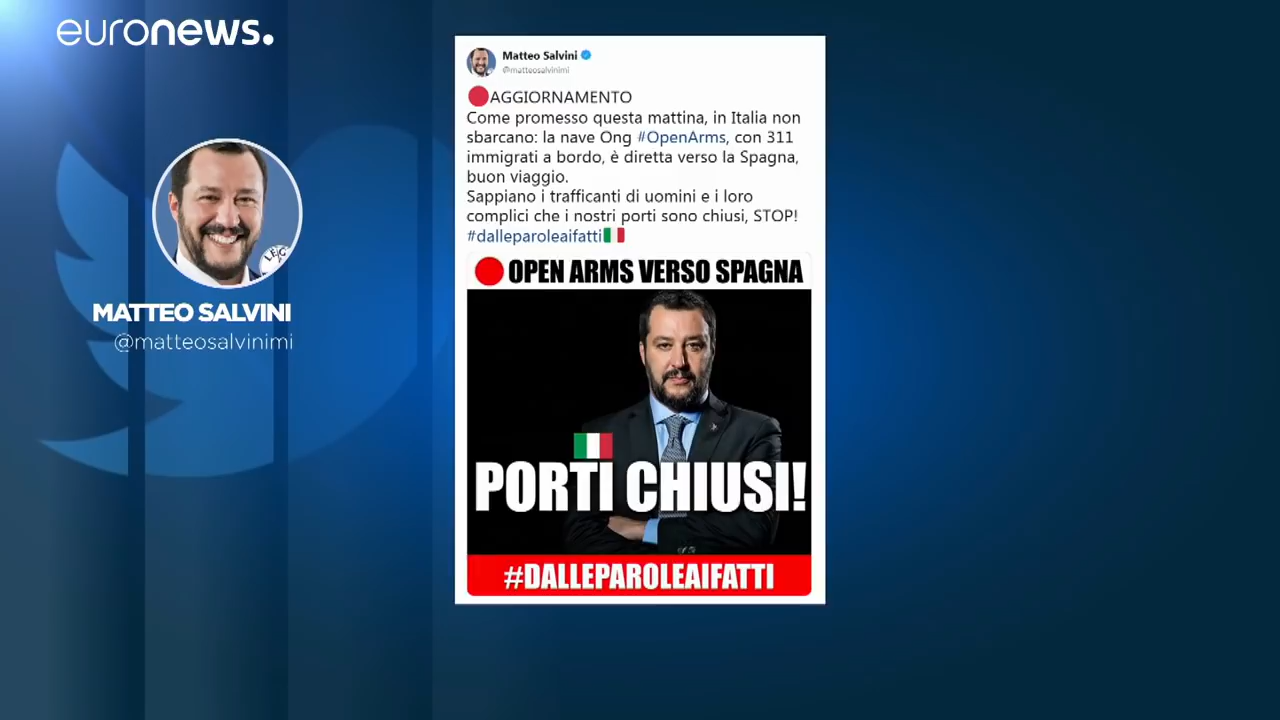 euronews.
MATTEO SALVINI
@matteosalvinimi
Matteo Salvini
@matteosalvinimi
🔴AGGIORNAMENTO
Come promesso questa mattina, in Italia non
sbarcano: la nave Ong #OpenArms, con 311
immigrati a bordo, è diretta verso la Spagna,
buon viaggio.
Sappiano i trafficanti di uomini e i loro
complici che i nostri porti sono chiusi, STOP!
#dalleparoleaifatti🇮🇹
🔴 OPEN ARMS VERSO SPAGNA
PORTI CHIUSI!
#DALLEPAROLEAIFATTI